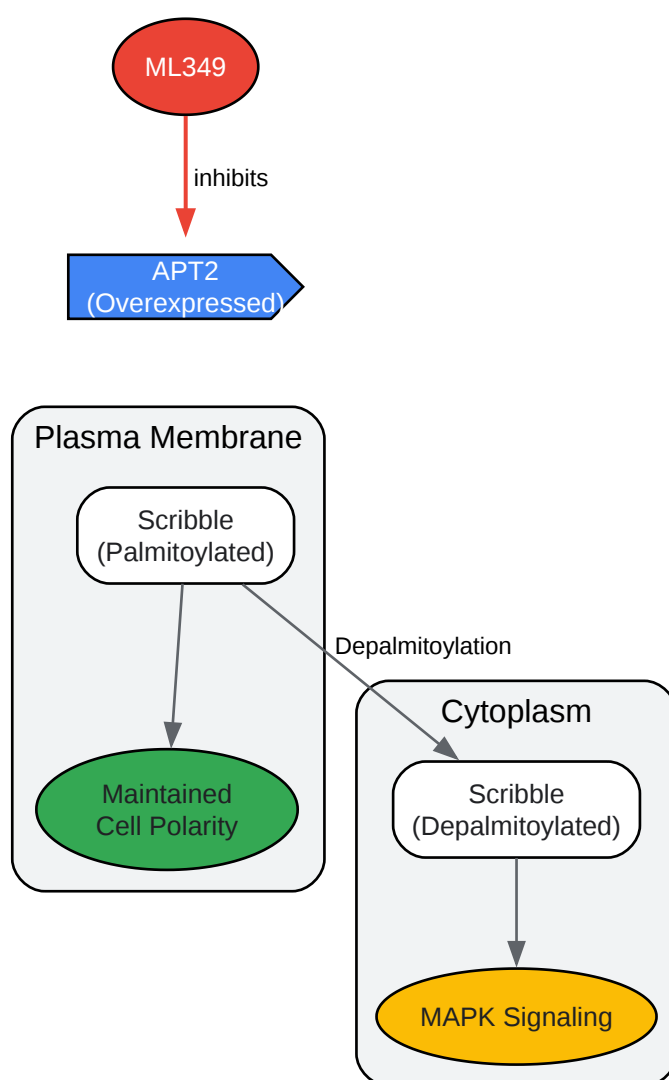 ML349
inhibits
APT2
(Overexpressed)
Plasma Membrane
Scribble
(Palmitoylated)
Depalmitoylation
Cytoplasm
Maintained
Cell Polarity
Scribble
(Depalmitoylated)
MAPK Signaling